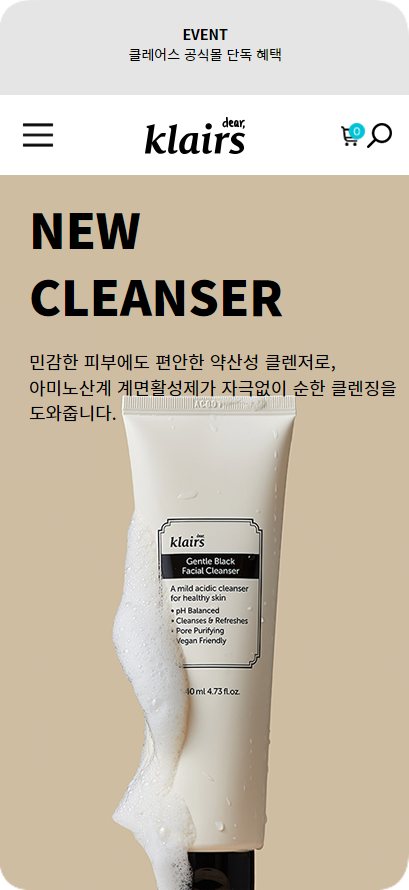 EVENT
클레어스 공식몰 단독 혜택
dear,
klairs
0
NEW
CLEANSER
민감한 피부에도 편안한 약산성 클렌저로,
아미노산계 계면활성제가 자극없이 순한 클렌징을
도와줍니다.
dear,
klairs
Gentle Black
Facial Cleanser
A mild acidic cleanser
for healthy skin
• pH Balanced
• Cleanses & Refreshes
• Pore Purifying
Vegan Friendly
40 ml 4.73 fl.oz.